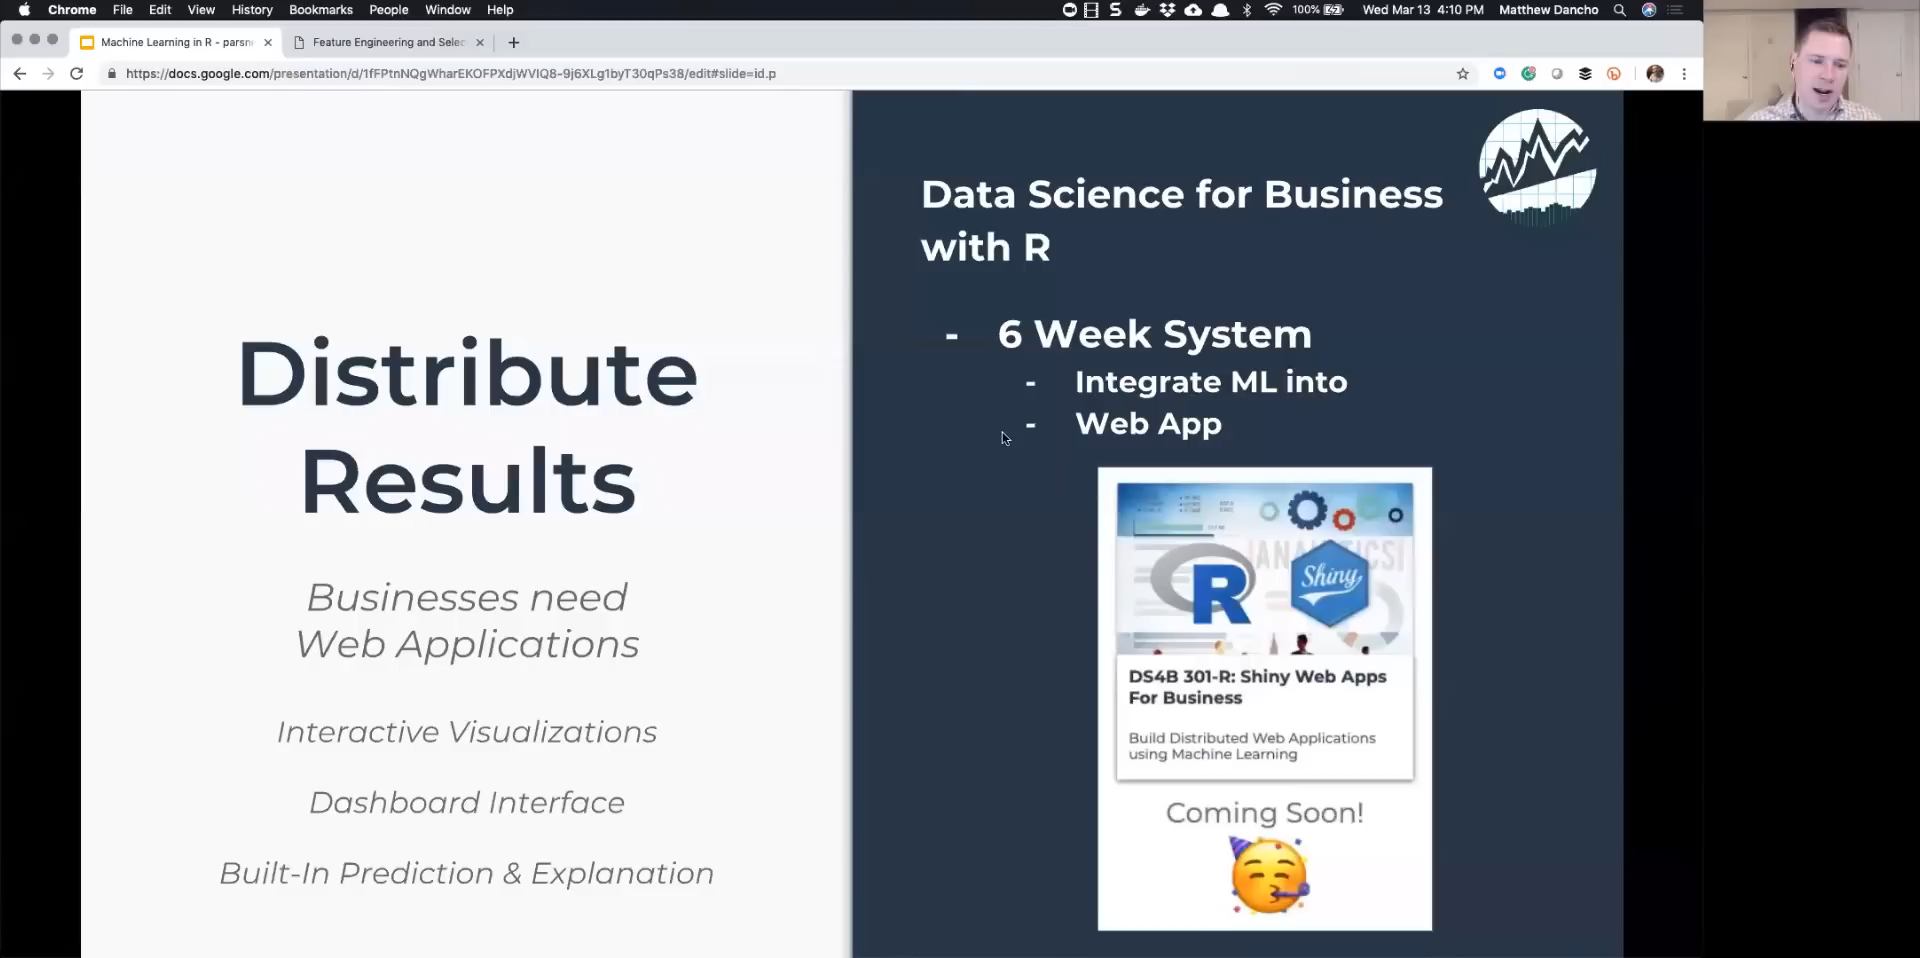 Chrome File Edit View History Bookmarks People Window Help
100% Wed Mar 13 4:10 PM Matthew Dancho
Machine Learning in R - parsn
Feature Engineering and Selec
https://docs.google.com/presentation/d/1fFPtnNQgWharEKOFPXdjWVIQ8-9j6XLg1byT30qPs38/edit#slide=id.p
Distribute
Results
Businesses need
Web Applications
Interactive Visualizations
Dashboard Interface
Built-In Prediction & Explanation
Data Science for Business
with R
- 6 Week System
- Integrate ML into
- Web App
R
Shiny
DS4B 301-R: Shiny Web Apps
For Business
Build Distributed Web Applications
using Machine Learning
Coming Soon!